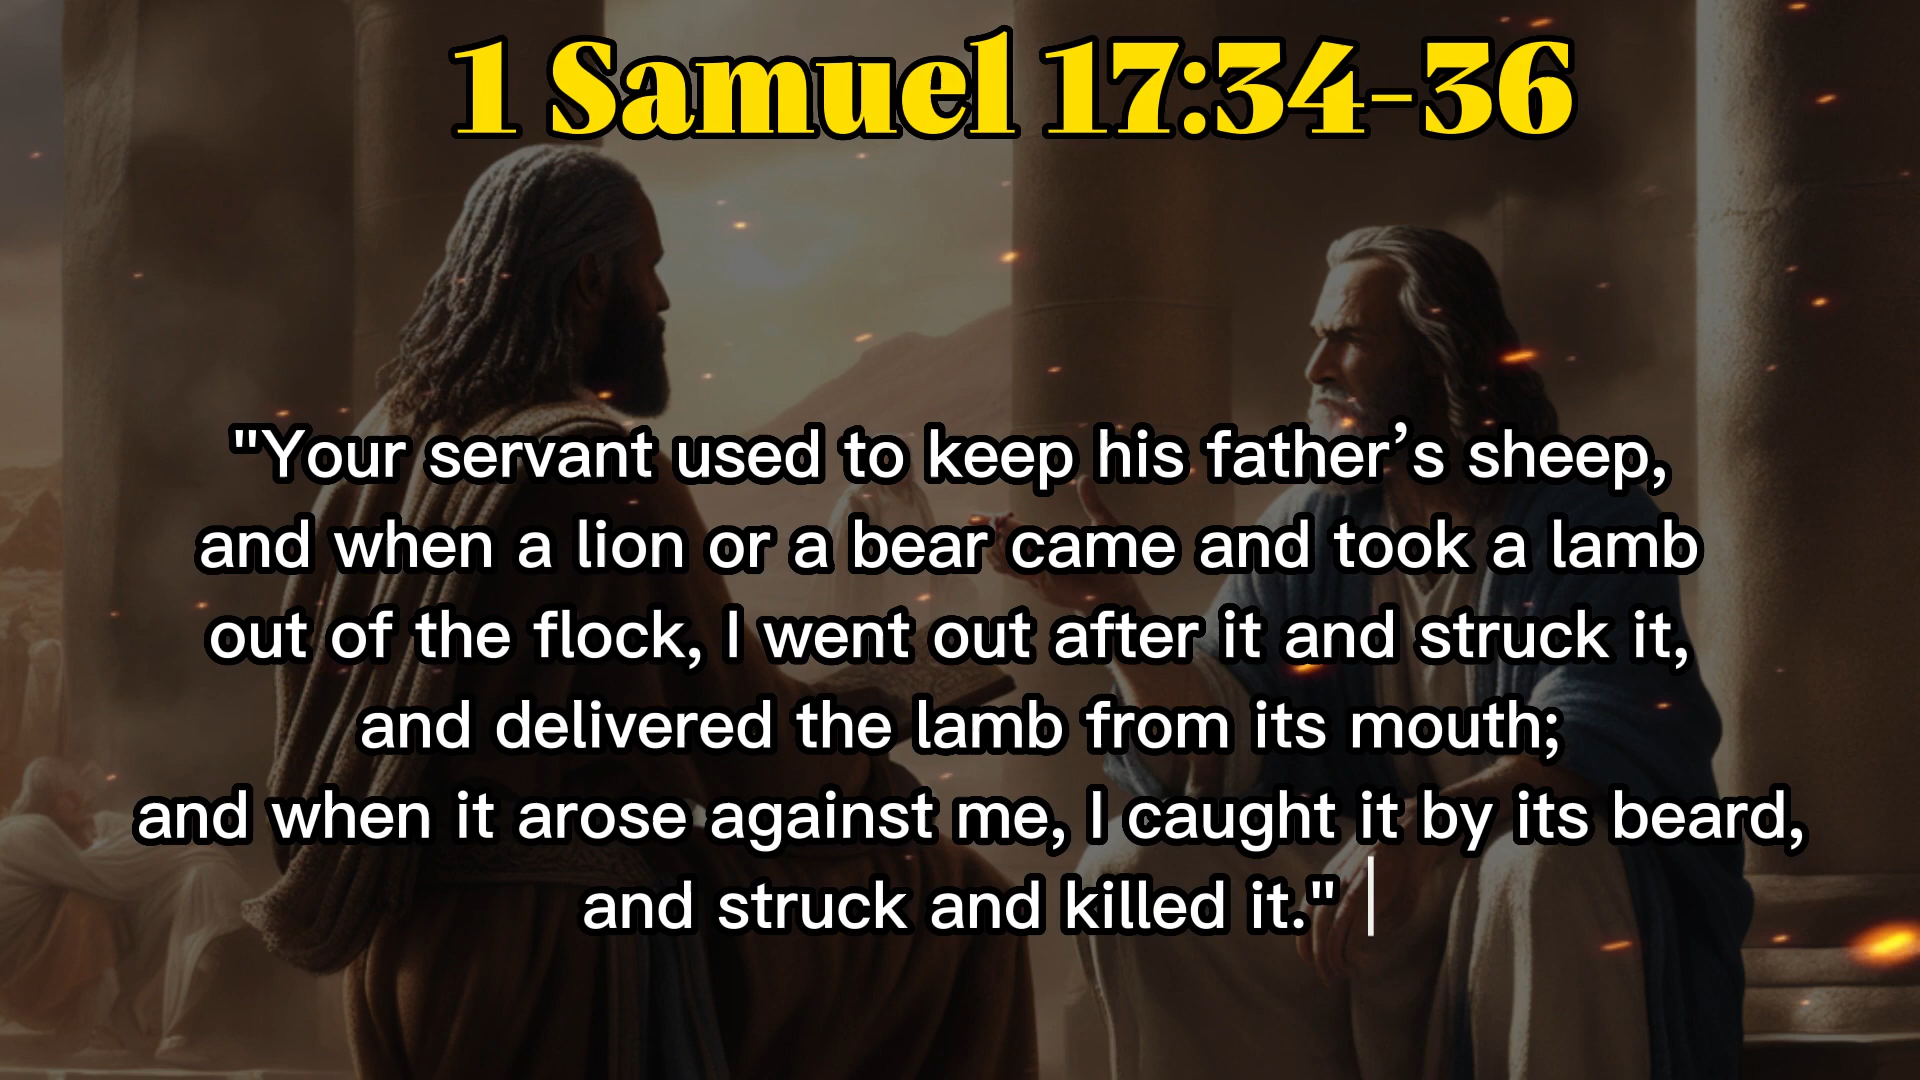 1 Samuel 17:34-36
"Your servant used to keep his father’s sheep,
and when a lion or a bear came and took a lamb
out of the flock, I went out after it and struck it,
and delivered the lamb from its mouth;
and when it arose against me, I caught it by its beard,
and struck and killed it."